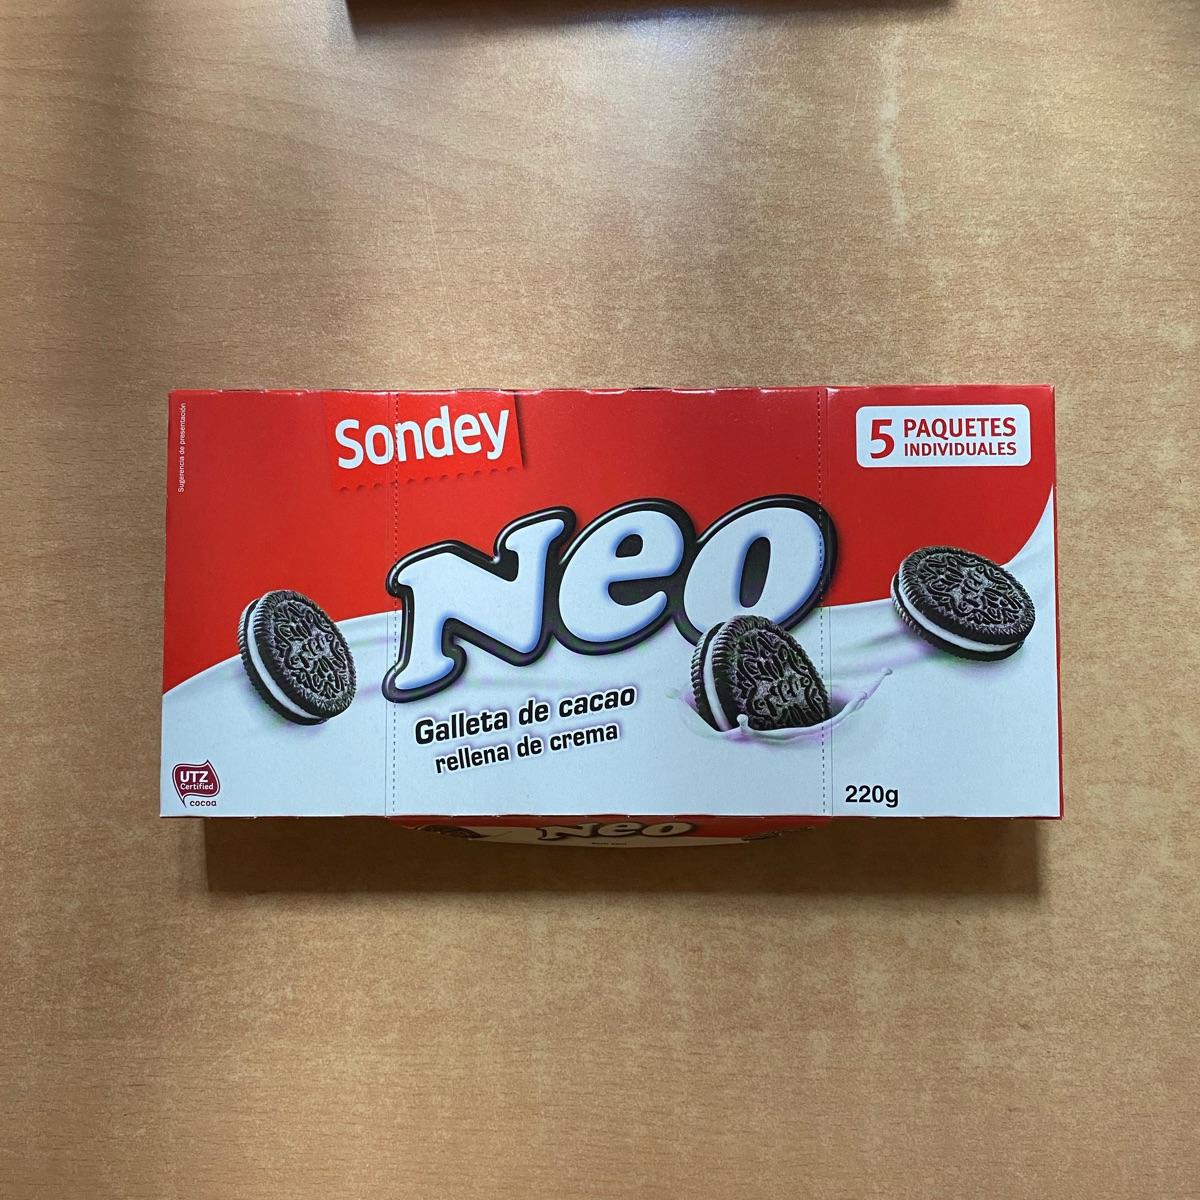 Sugerencia de presentación
Sondey
5 PAQUETES
INDIVIDUALES
Neo
Galleta de cacao
rellena de crema
UTZ
Certified
cocoa
220g
Neo